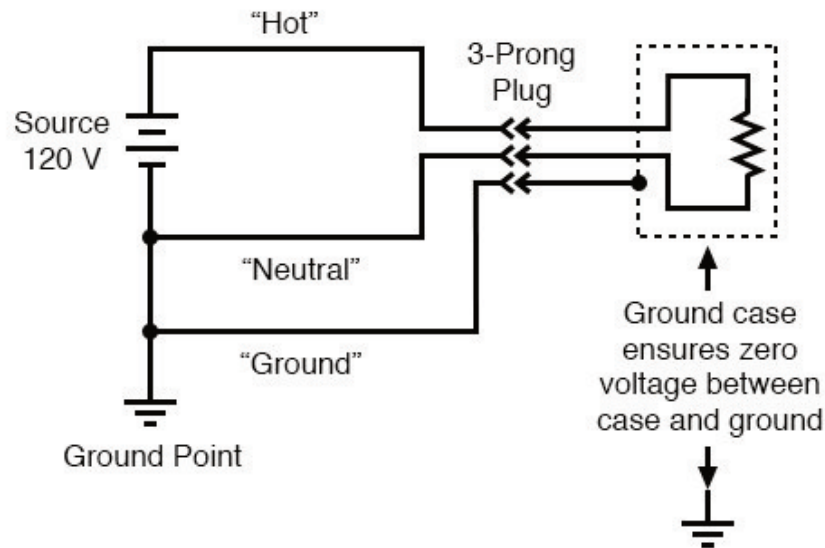 “Hot”
3-Prong
Plug
Source
120 V
“Neutral”
“Ground”
Ground Point
Ground case
ensures zero
voltage between
case and ground